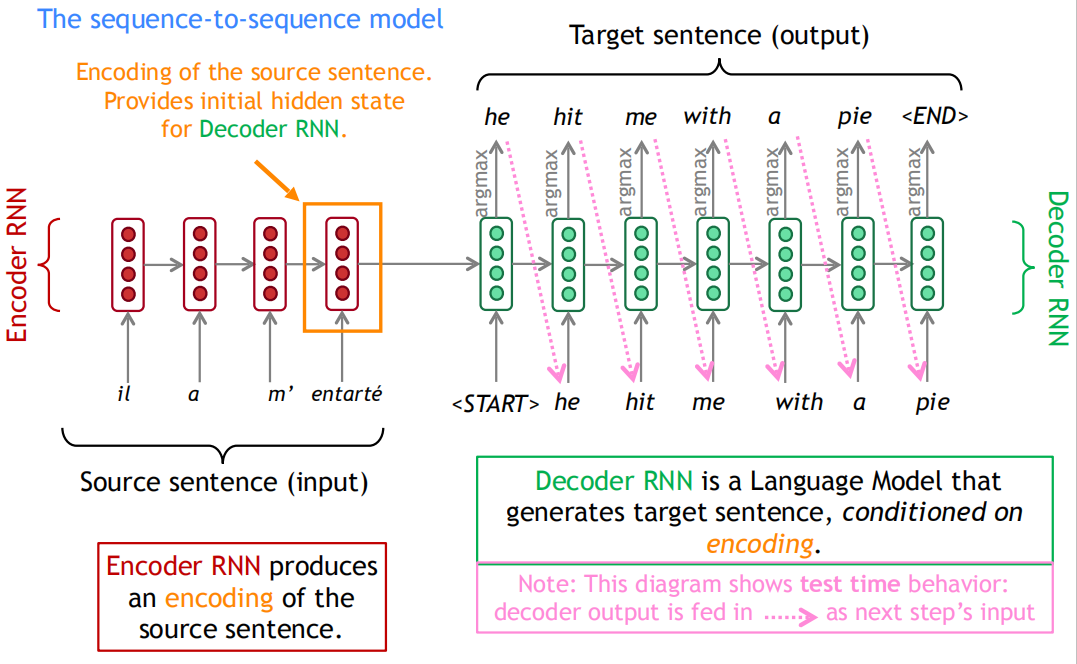 The sequence-to-sequence model
Target sentence (output)
Encoding of the source sentence.
Provides initial hidden state
for Decoder RNN.
he hit me with a pie <END>
argmax argmax argmax argmax argmax argmax argmax
Encoder RNN
Decoder RNN
il a m’ entarté
<START> he hit me with a pie
Source sentence (input)
Decoder RNN is a Language Model that
generates target sentence, conditioned on
encoding.
Encoder RNN produces
an encoding of the
source sentence.
Note: This diagram shows test time behavior:
decoder output is fed in as next step’s input